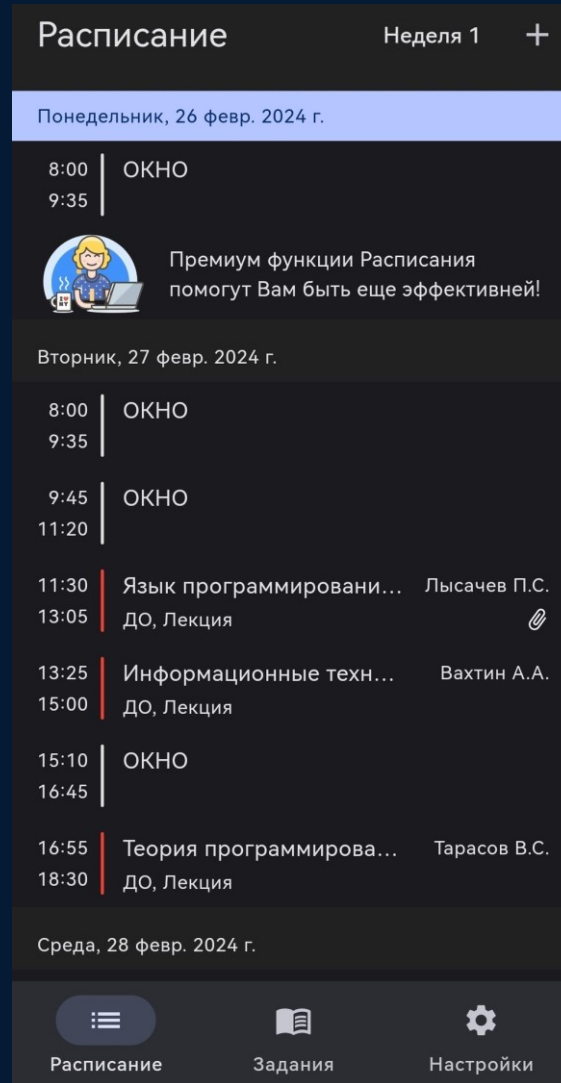 Расписание
Неделя 1
Понедельник, 26 февр. 2024 г.
8:00 ОКНО
9:35
Премиум функции Расписания
помогут Вам быть еще эффективней!
I NY
Вторник, 27 февр. 2024 г.
8:00 ОКНО
9:35
9:45 ОКНО
11:20
11:30 Язык программировани... Лысачев П.С.
13:05 ДО, Лекция
13:25 Информационные техн... Вахтин А.А.
15:00 ДО, Лекция
15:10 ОКНО
16:45
16:55 Теория программирова... Тарасов В.С.
18:30 ДО, Лекция
Среда, 28 февр. 2024 г.
Расписание Задания Настройки